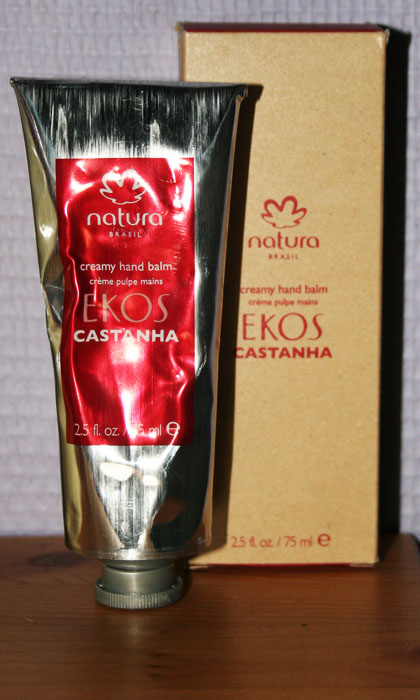 natura
BRASIL
creamy hand balm
crème pulpe mains
EKOS
CASTANHA
2.5 fl. oz. / 75 ml ℮
natura
BRASIL
creamy hand balm
crème pulpe mains
EKOS
CASTANHA
2.5 fl. oz. / 75 ml ℮